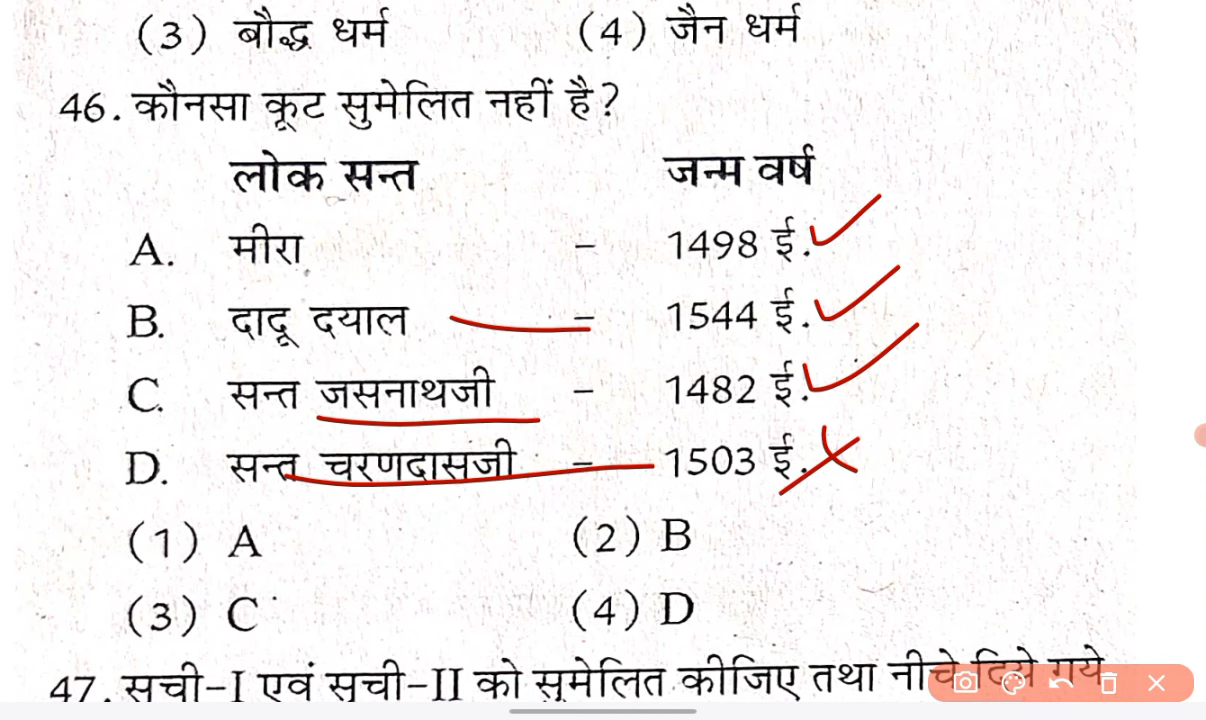 (3) बौद्ध धर्म (4) जैन धर्म
46. कौनसा कूट सुमेलित नहीं है?
लोक सन्त जन्म वर्ष
A. मीरा – 1498 ई.
B. दादू दयाल – 1544 ई.
C. सन्त जसनाथजी – 1482 ई.
D. सन्त चरणदासजी – 1503 ई.
(1) A (2) B
(3) C (4) D
47. सूची-I एवं सूची-II को सुमेलित कीजिए तथा नीचे दिये गये